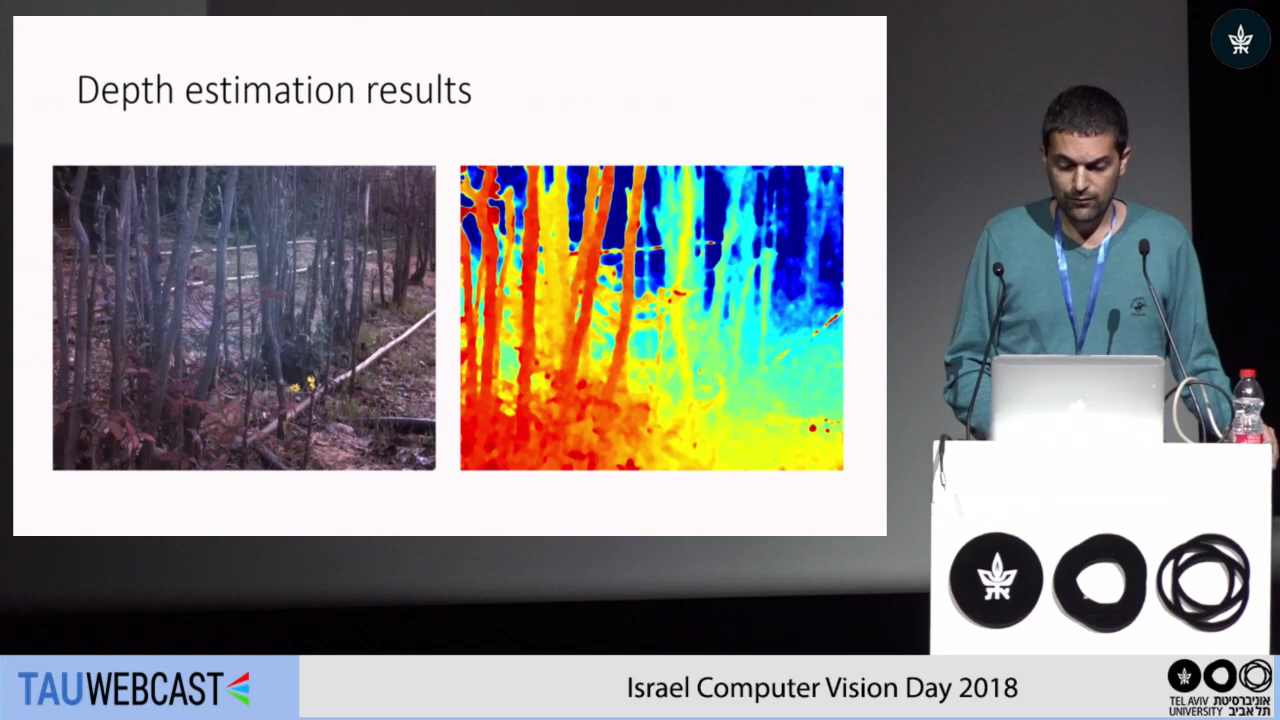 Depth estimation results
TAUWEBCAST
Israel Computer Vision Day 2018
TEL AVIV אוניברסיטת
UNIVERSITY תל אביב